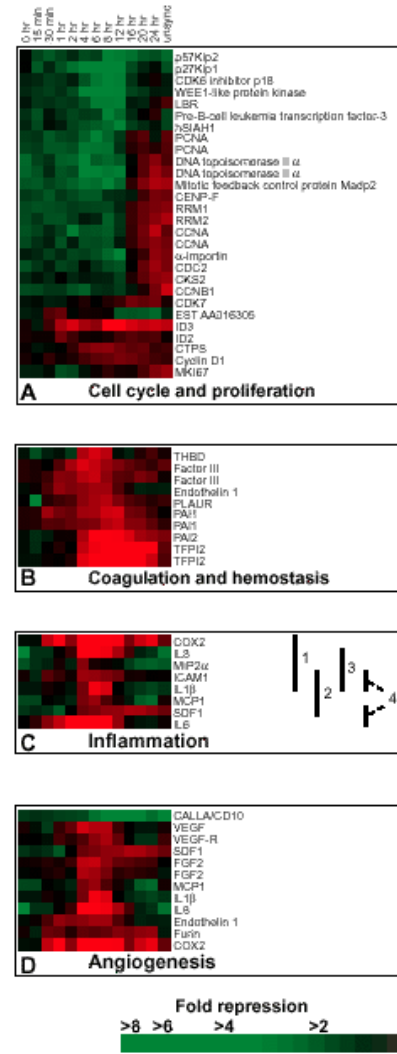 0 hr
15 min
30 min
1 hr
2 hr
4 hr
6 hr
8 hr
12 hr
16 hr
20 hr
24 hr
unsync
p57Kip2
p27Kip1
CDK6 inhibitor p18
WEE1-like protein kinase
LBR
Pre-B-cell leukemia transcription factor-3
hSIAH1
PCNA
PCNA
DNA topoisomerase II α
DNA topoisomerase II α
Mitotic feedback control protein Madp2
CENP-F
RRM1
RRM2
CCNA
CCNA
α-importin
CDC2
CKS2
CCNB1
CDK7
EST AA016305
ID3
ID2
CTPS
Cyclin D1
MKI67
A Cell cycle and proliferation
THBD
Factor III
Factor III
Endothelin 1
PLAUR
PAI1
PAI1
PAI2
TFPI2
TFPI2
B Coagulation and hemostasis
COX2
IL8
MIP2α
ICAM1
IL1β
MCP1
SDF1
IL6
1
2
3
4
C Inflammation
CALLA/CD10
VEGF
VEGF-R
SDF1
FGF2
FGF2
MCP1
IL1β
IL8
Endothelin 1
Furin
COX2
D Angiogenesis
Fold repression
>8 >6 >4 >2